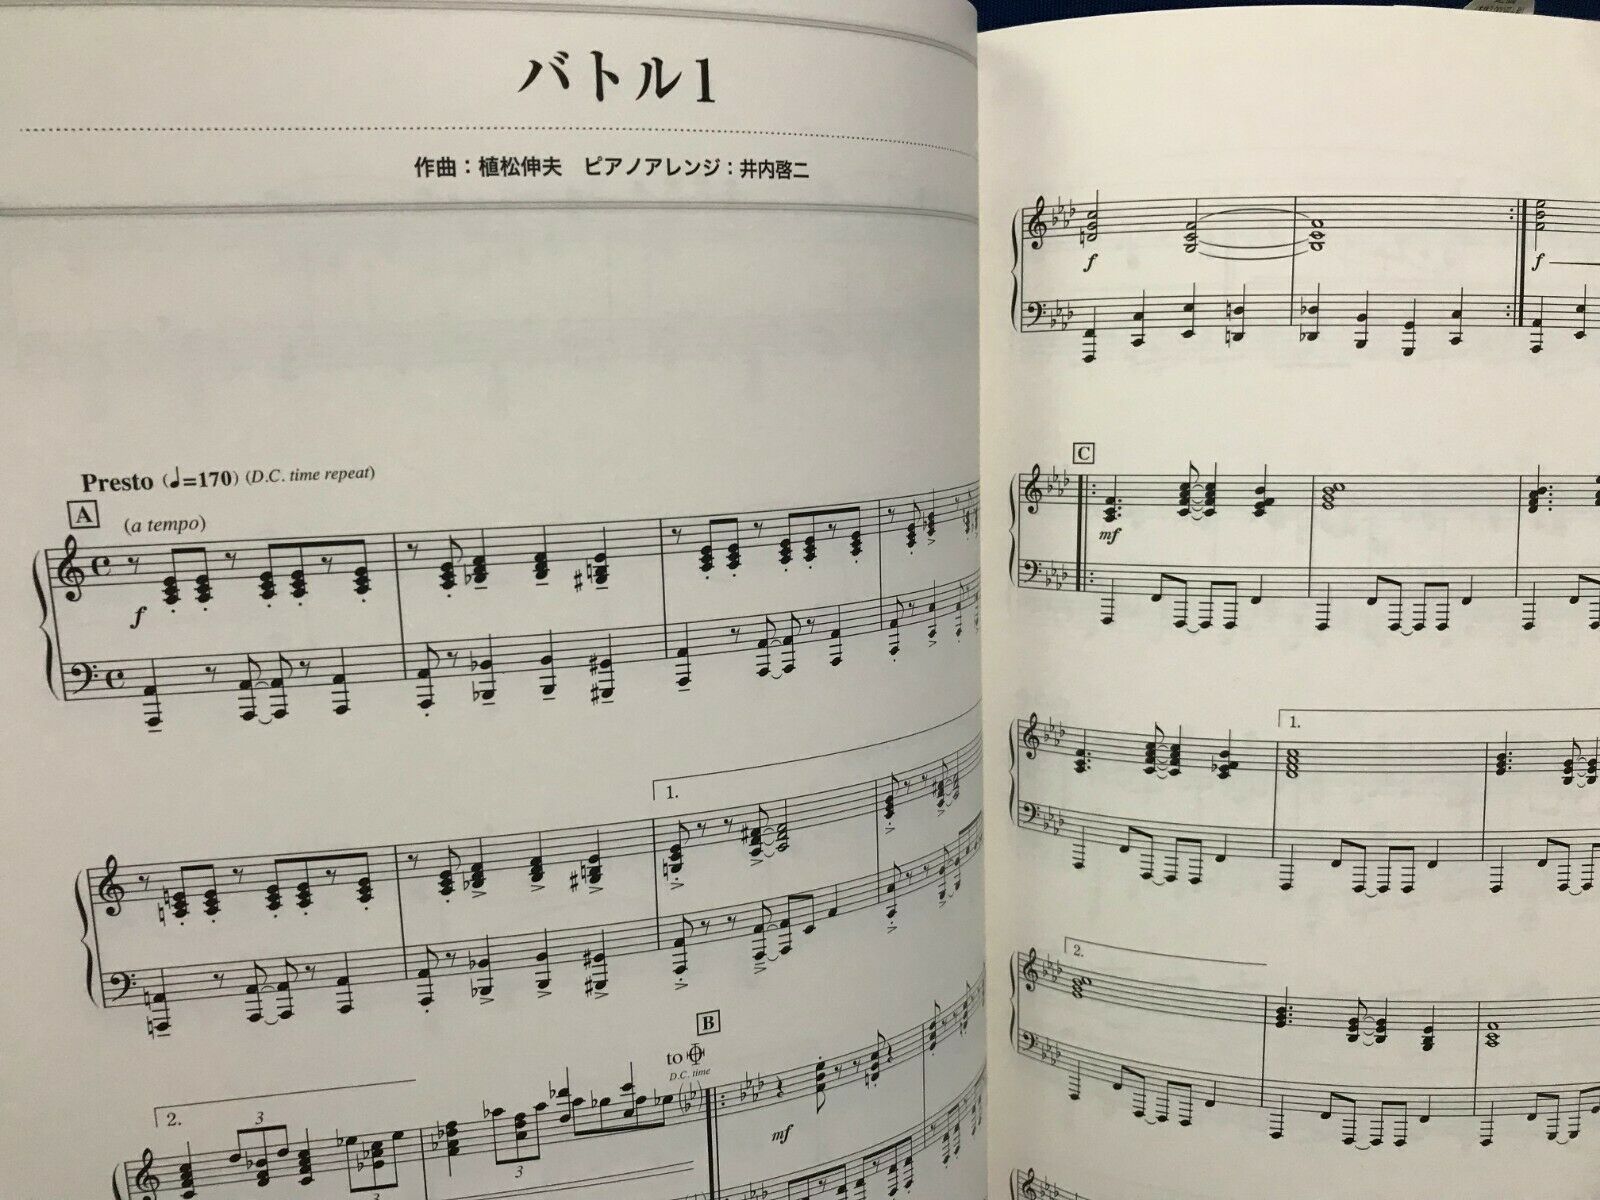 バトル1
作曲：植松伸夫　ピアノアレンジ：井内啓二
Presto (♩=170) (D.C. time repeat)
A
(a tempo)
f
1.
B
to
D.C. time
2.
3
3
3
mf
f
f
C
mf
1.
2.